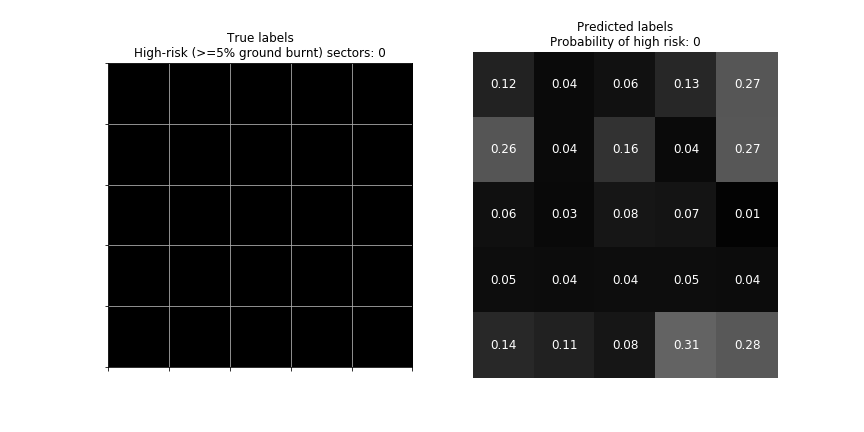 True labels
High-risk (>=5% ground burnt) sectors: 0
Predicted labels
Probability of high risk: 0
0.12 0.04 0.06 0.13 0.27
0.26 0.04 0.16 0.04 0.27
0.06 0.03 0.08 0.07 0.01
0.05 0.04 0.04 0.05 0.04
0.14 0.11 0.08 0.31 0.28